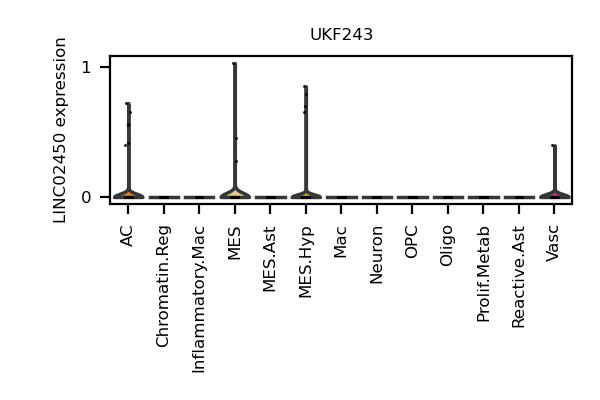 UKF243
LINC02450 expression
1
0
AC
Chromatin.Reg
Inflammatory.Mac
MES
MES.Ast
MES.Hyp
Mac
Neuron
OPC
Oligo
Prolif.Metab
Reactive.Ast
Vasc